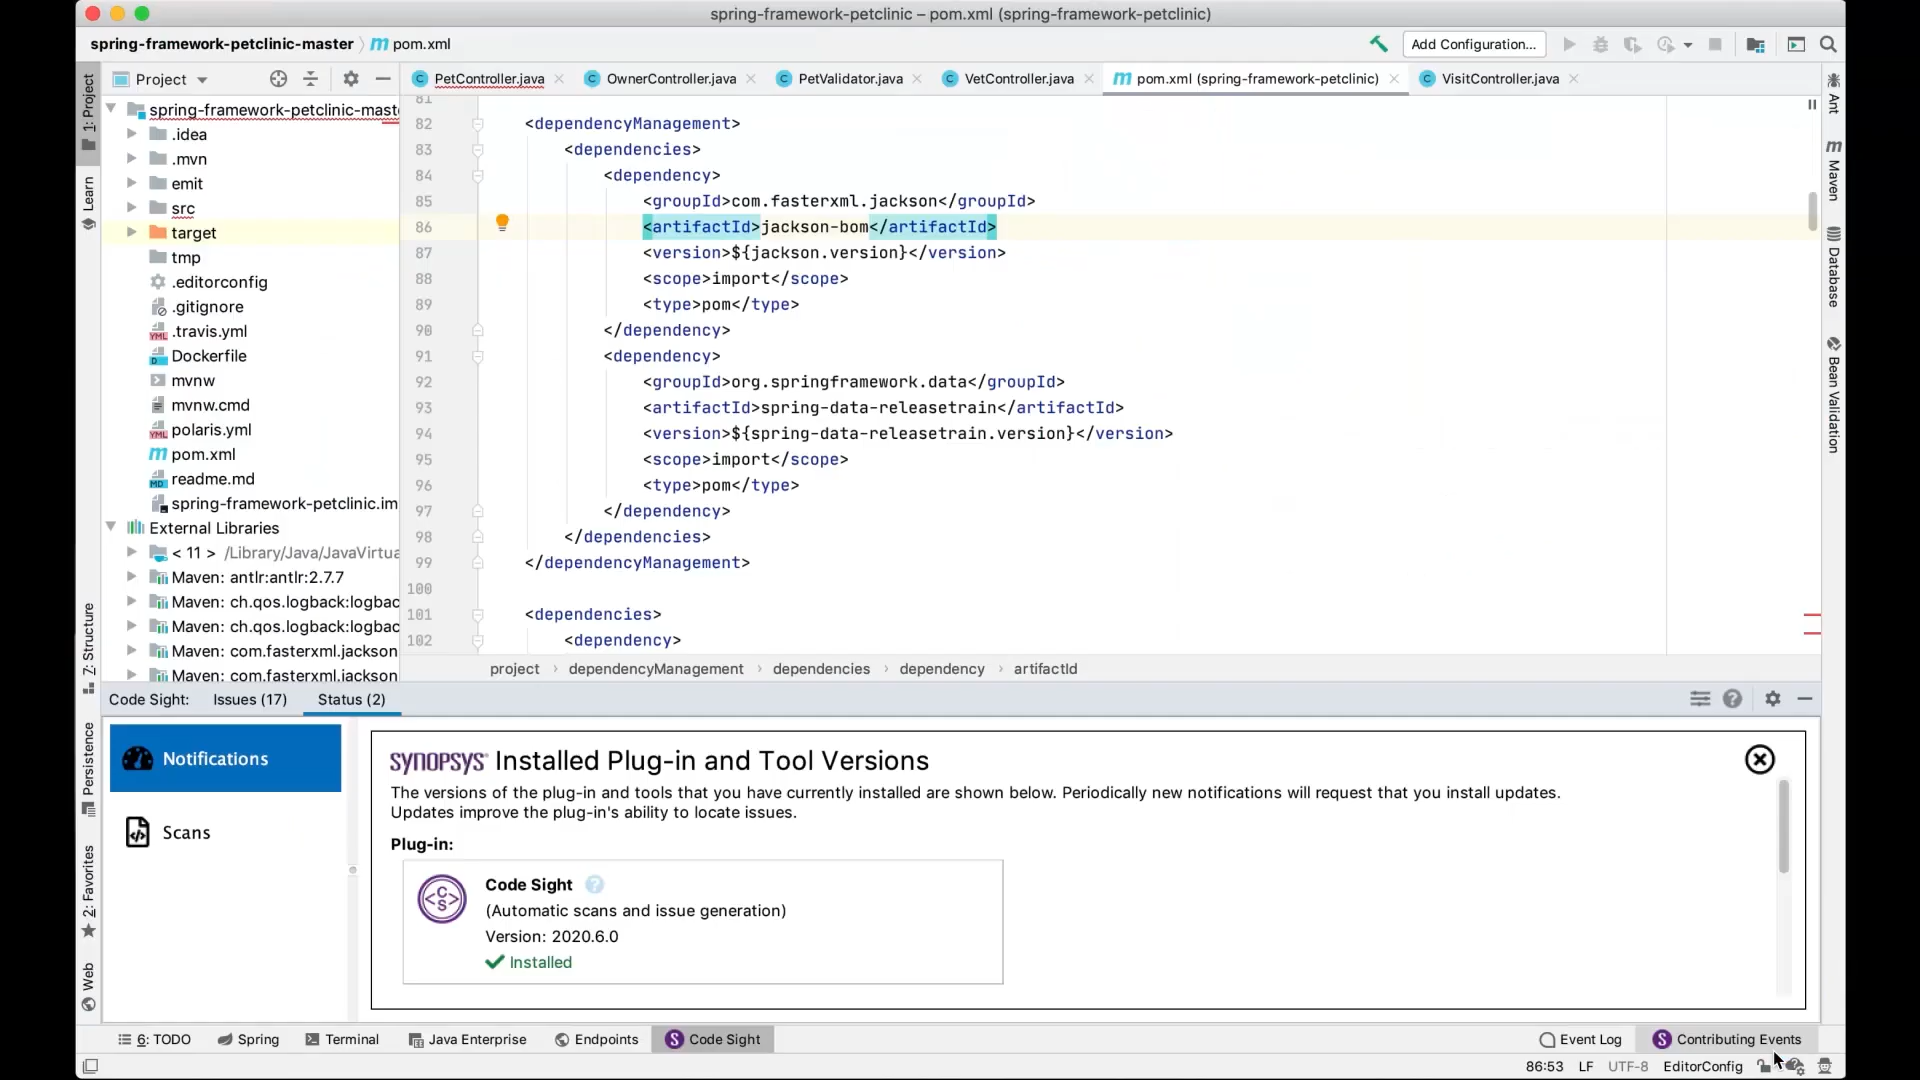 spring-framework-petclinic – pom.xml (spring-framework-petclinic)
spring-framework-petclinic-master
m pom.xml
Add Configuration...
1: Project
Learn
7: Structure
Persistence
2: Favorites
Web
Project
spring-framework-petclinic-mast
.idea
.mvn
emit
src
target
tmp
.editorconfig
.gitignore
.travis.yml
Dockerfile
mvnw
mvnw.cmd
polaris.yml
pom.xml
readme.md
spring-framework-petclinic.im
External Libraries
< 11 > /Library/Java/JavaVirtua
Maven: antlr:antlr:2.7.7
Maven: ch.qos.logback:logbac
Maven: ch.qos.logback:logbac
Maven: com.fasterxml.jackson
Maven: com.fasterxml.jackson
PetController.java
OwnerController.java
PetValidator.java
VetController.java
pom.xml (spring-framework-petclinic)
VisitController.java
81
82 <dependencyManagement>
83 <dependencies>
84 <dependency>
85 <groupId>com.fasterxml.jackson</groupId>
86 <artifactId>jackson-bom</artifactId>
87 <version>${jackson.version}</version>
88 <scope>import</scope>
89 <type>pom</type>
90 </dependency>
91 <dependency>
92 <groupId>org.springframework.data</groupId>
93 <artifactId>spring-data-releasetrain</artifactId>
94 <version>${spring-data-releasetrain.version}</version>
95 <scope>import</scope>
96 <type>pom</type>
97 </dependency>
98 </dependencies>
99 </dependencyManagement>
100
101 <dependencies>
102 <dependency>
project › dependencyManagement › dependencies › dependency › artifactId
Ant
Maven
Database
Bean Validation
Code Sight: Issues (17) Status (2)
Notifications
Scans
SYNOPSYS Installed Plug-in and Tool Versions
The versions of the plug-in and tools that you have currently installed are shown below. Periodically new notifications will request that you install updates.
Updates improve the plug-in's ability to locate issues.
Plug-in:
Code Sight
(Automatic scans and issue generation)
Version: 2020.6.0
Installed
6: TODO
Spring
Terminal
Java Enterprise
Endpoints
Code Sight
Event Log
Contributing Events
86:53 LF UTF-8 EditorConfig